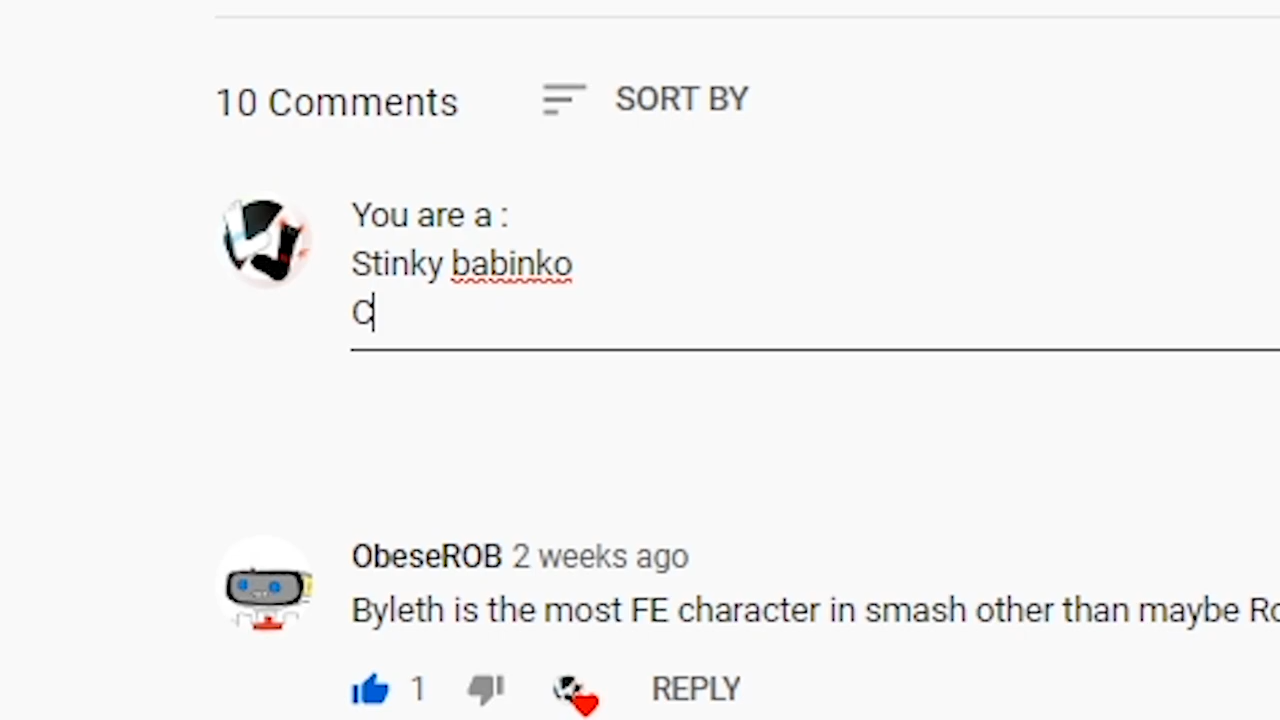 10 Comments
SORT BY
You are a :
Stinky babinko
C
ObeseROB 2 weeks ago
Byleth is the most FE character in smash other than maybe
1
REPLY